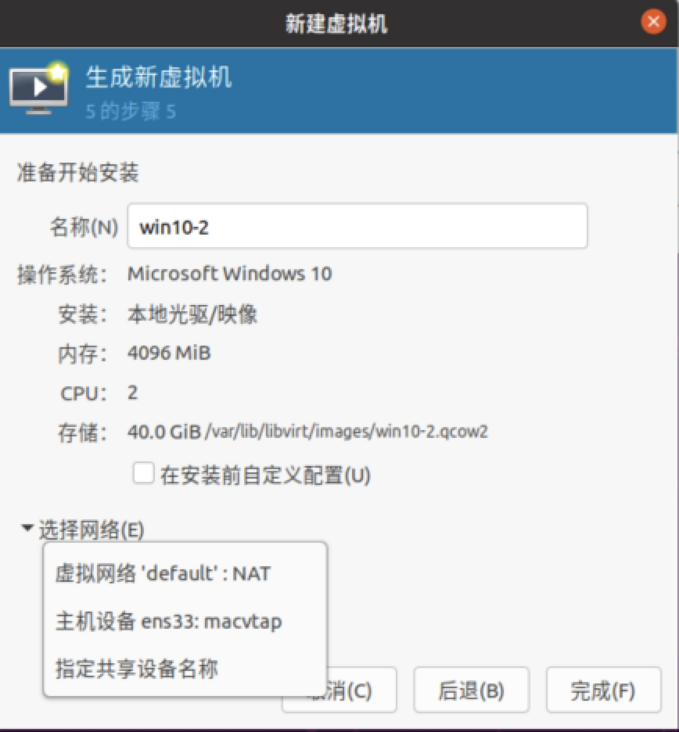 新建虚拟机
生成新虚拟机
5 的步骤 5
准备开始安装
名称(N) win10-2
操作系统： Microsoft Windows 10
安装： 本地光驱/映像
内存： 4096 MiB
CPU： 2
存储： 40.0 GiB /var/lib/libvirt/images/win10-2.qcow2
在安装前自定义配置(U)
选择网络(E)
虚拟网络 'default' : NAT
主机设备 ens33: macvtap
指定共享设备名称
消(C) 后退(B) 完成(F)